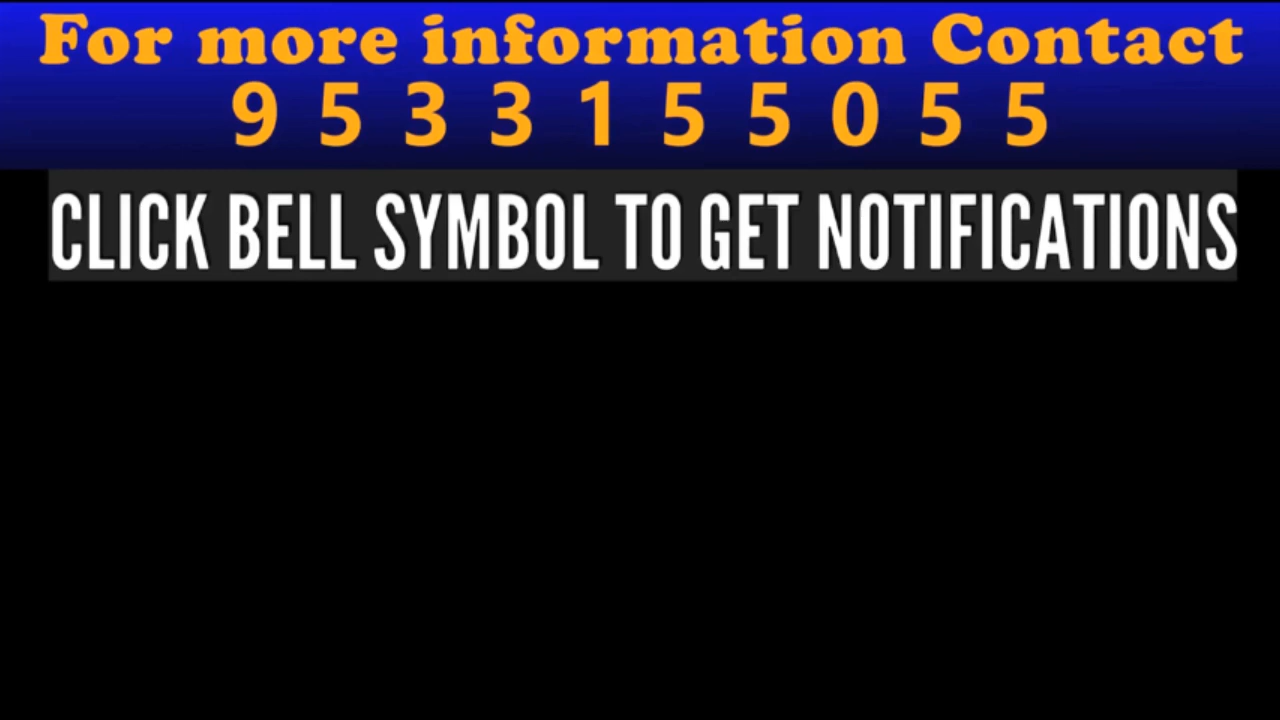 For more information Contact
9 5 3 3 1 5 5 0 5 5
CLICK BELL SYMBOL TO GET NOTIFICATIONS